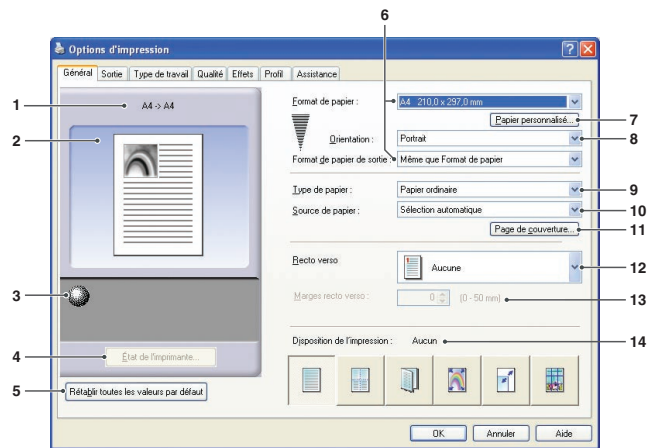 6
Options d'impression
Général Sortie Type de travail Qualité Effets Profil Assistance
1
A4 -> A4
Format de papier :
A4 210,0 x 297,0 mm
Papier personnalisé...
7
2
Orientation :
Portrait
8
Format de papier de sortie :
Même que Format de papier
Type de papier :
Papier ordinaire
9
Source de papier :
Sélection automatique
10
Page de couverture...
11
Recto verso
Aucune
12
3
Marges recto verso :
0
(0 - 50 mm)
13
Disposition de l'impression :
Aucun
14
4
État de l'imprimante...
5
Rétablir toutes les valeurs par défaut
OK
Annuler
Aide